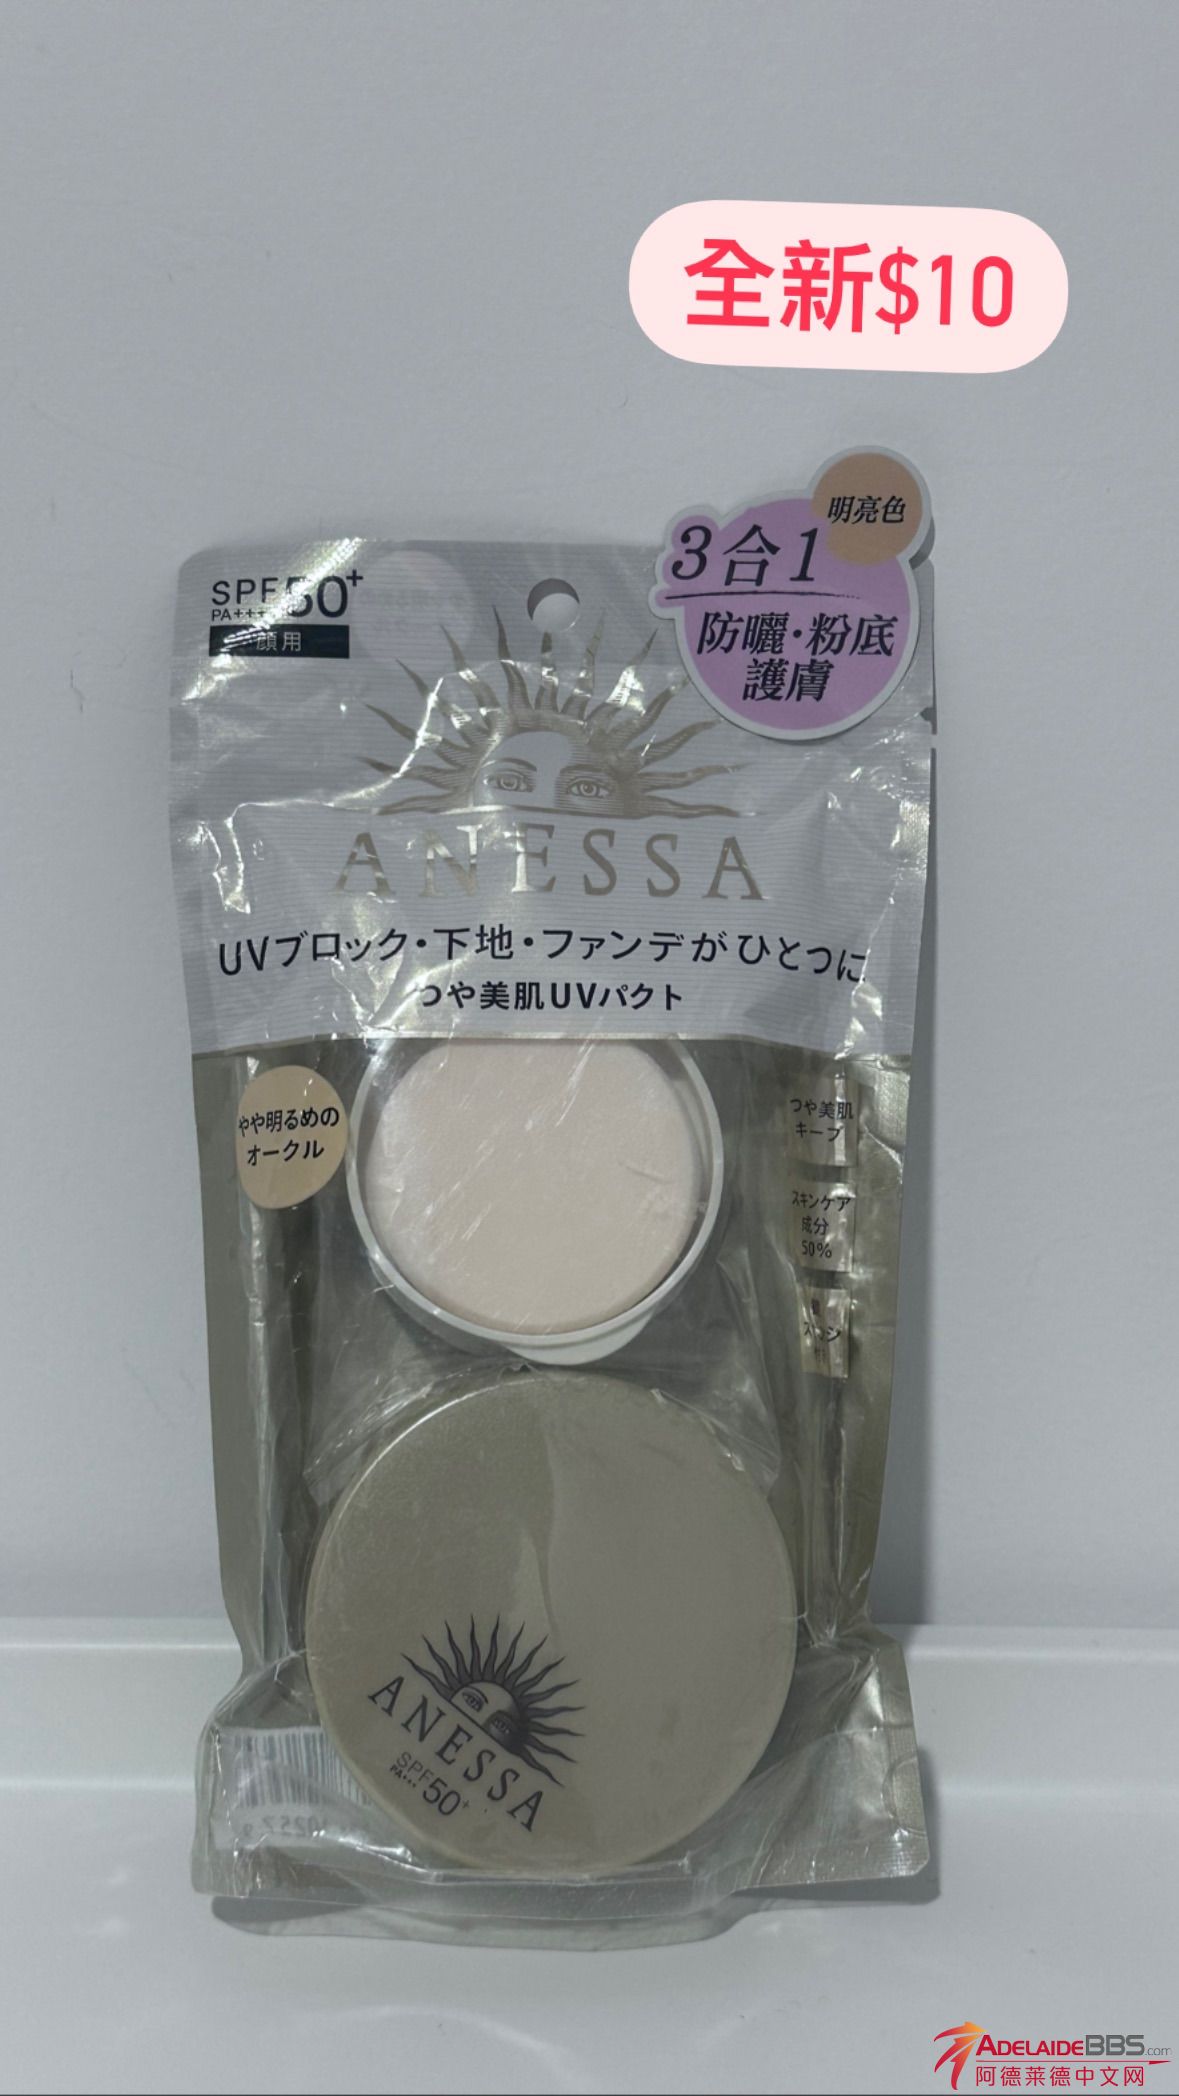 全新$10
明亮色
3合1
防曬・粉底
護膚
SPF50+
PA++++
顔用
ANESSA
UVブロック・下地・ファンデがひとつに
つや美肌UVパクト
やや明るめの
オークル
つや美肌
キープ
スキンケア
成分
50%
ANESSA
SPF50+
PA++++
ADELAIDEBBS.com
阿德莱德中文网